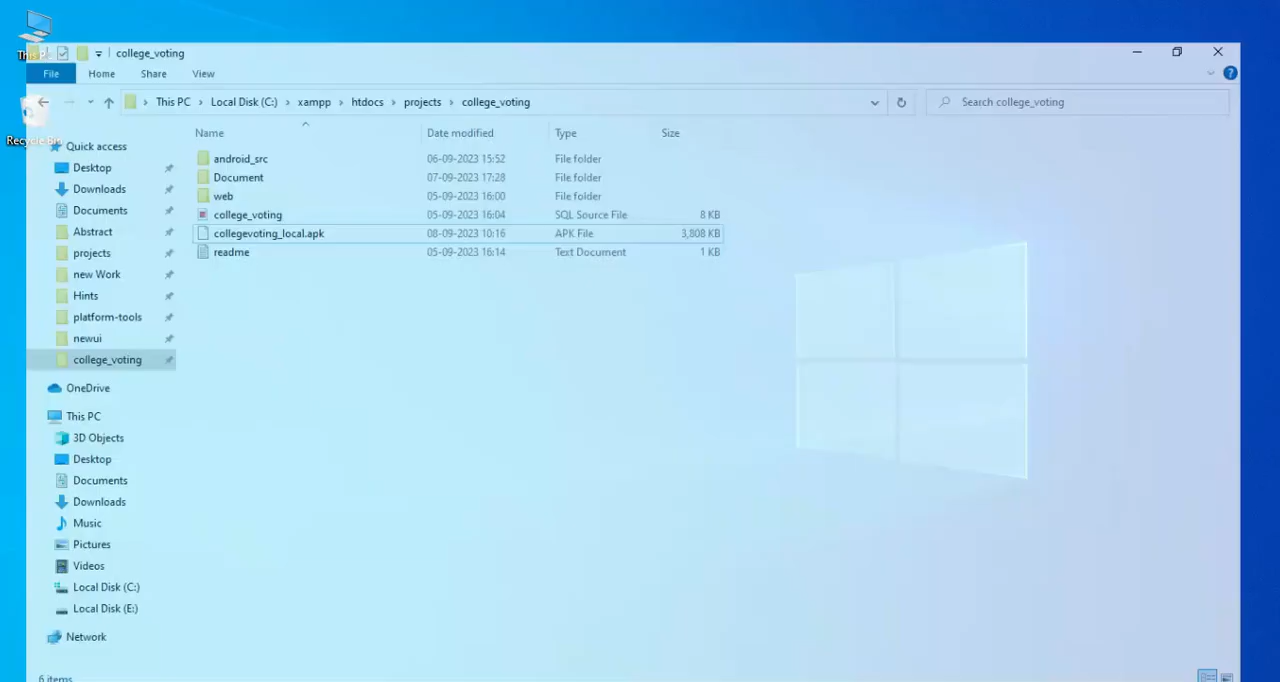 This PC
college_voting
File Home Share View
This PC Local Disk (C:) xampp htdocs projects college_voting
Search college_voting
Recycle Bin
Name Date modified Type Size
android_src 06-09-2023 15:52 File folder
Document 07-09-2023 17:28 File folder
web 05-09-2023 16:00 File folder
college_voting 05-09-2023 16:04 SQL Source File 8 KB
collegevoting_local.apk 08-09-2023 10:16 APK File 3,808 KB
readme 05-09-2023 16:14 Text Document 1 KB
Quick access
Desktop
Downloads
Documents
Abstract
projects
new Work
Hints
platform-tools
newui
college_voting
OneDrive
This PC
3D Objects
Desktop
Documents
Downloads
Music
Pictures
Videos
Local Disk (C:)
Local Disk (E:)
Network
6 items